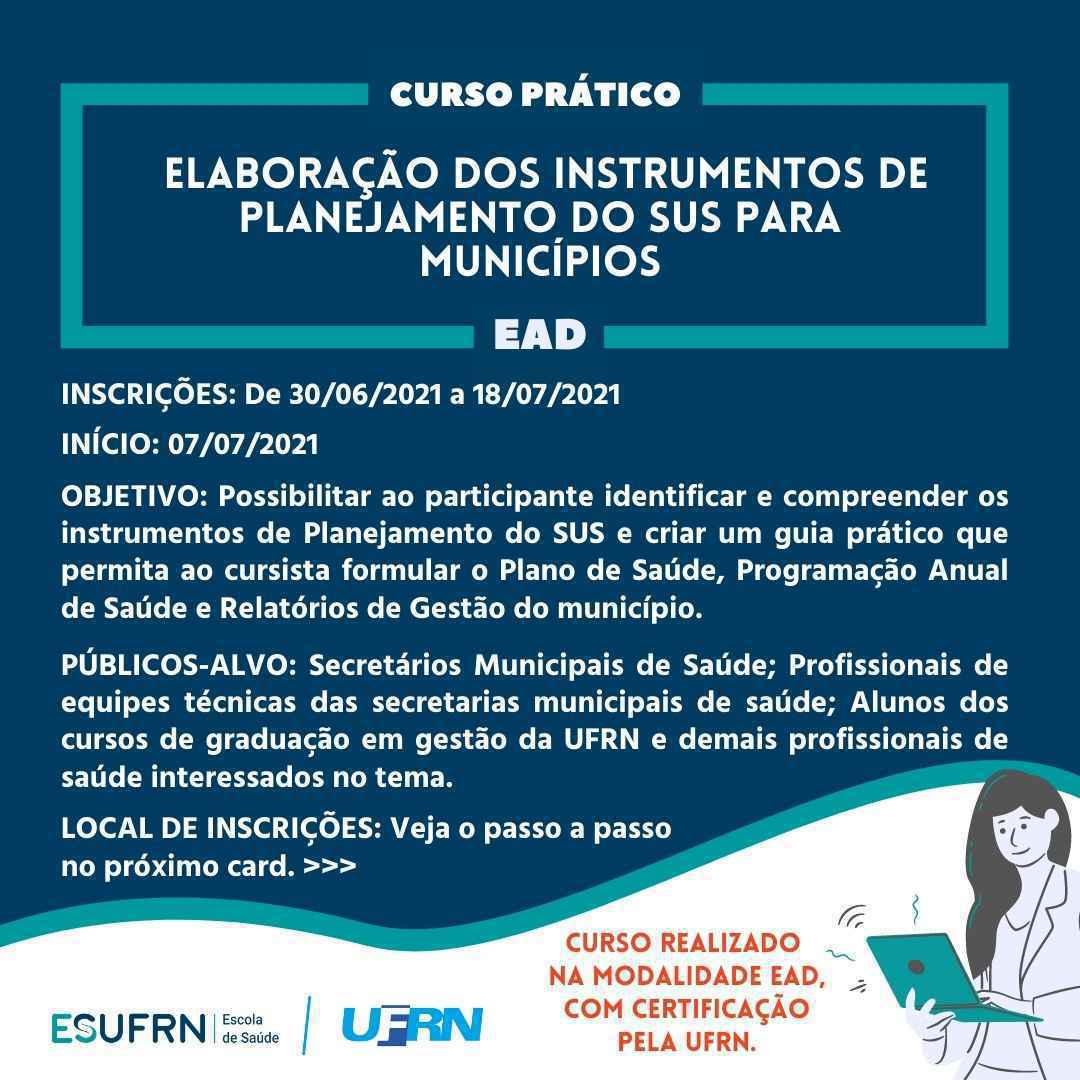 CURSO PRÁTICO
ELABORAÇÃO DOS INSTRUMENTOS DE
PLANEJAMENTO DO SUS PARA
MUNICÍPIOS
EAD
INSCRIÇÕES: De 30/06/2021 a 18/07/2021
INÍCIO: 07/07/2021
OBJETIVO: Possibilitar ao participante identificar e compreender os
instrumentos de Planejamento do SUS e criar um guia prático que
permita ao cursista formular o Plano de Saúde, Programação Anual
de Saúde e Relatórios de Gestão do município.
PÚBLICOS-ALVO: Secretários Municipais de Saúde; Profissionais de
equipes técnicas das secretarias municipais de saúde; Alunos dos
cursos de graduação em gestão da UFRN e demais profissionais de
saúde interessados no tema.
LOCAL DE INSCRIÇÕES: Veja o passo a passo
no próximo card. >>>
CURSO REALIZADO
NA MODALIDADE EAD,
COM CERTIFICAÇÃO
PELA UFRN.
ESUFRN | Escola
de Saúde
UFRN